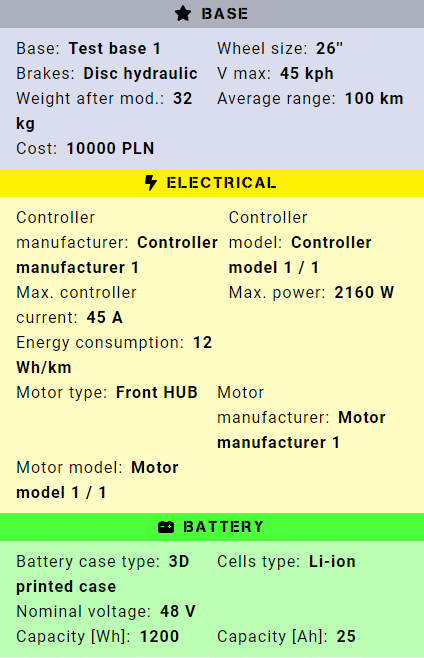 BASE
Base: Test base 1 Wheel size: 26"
Brakes: Disc hydraulic V max: 45 kph
Weight after mod.: 32 Average range: 100 km
kg
Cost: 10000 PLN
ELECTRICAL
Controller Controller
manufacturer: Controller model: Controller
manufacturer 1 model 1 / 1
Max. controller Max. power: 2160 W
current: 45 A
Energy consumption: 12
Wh/km
Motor type: Front HUB Motor
manufacturer: Motor
manufacturer 1
Motor model: Motor
model 1 / 1
BATTERY
Battery case type: 3D Cells type: Li-ion
printed case
Nominal voltage: 48 V
Capacity [Wh]: 1200 Capacity [Ah]: 25